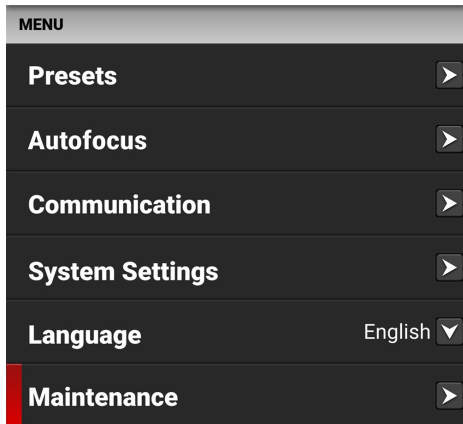 MENU
Presets
Autofocus
Communication
System Settings
Language English
Maintenance